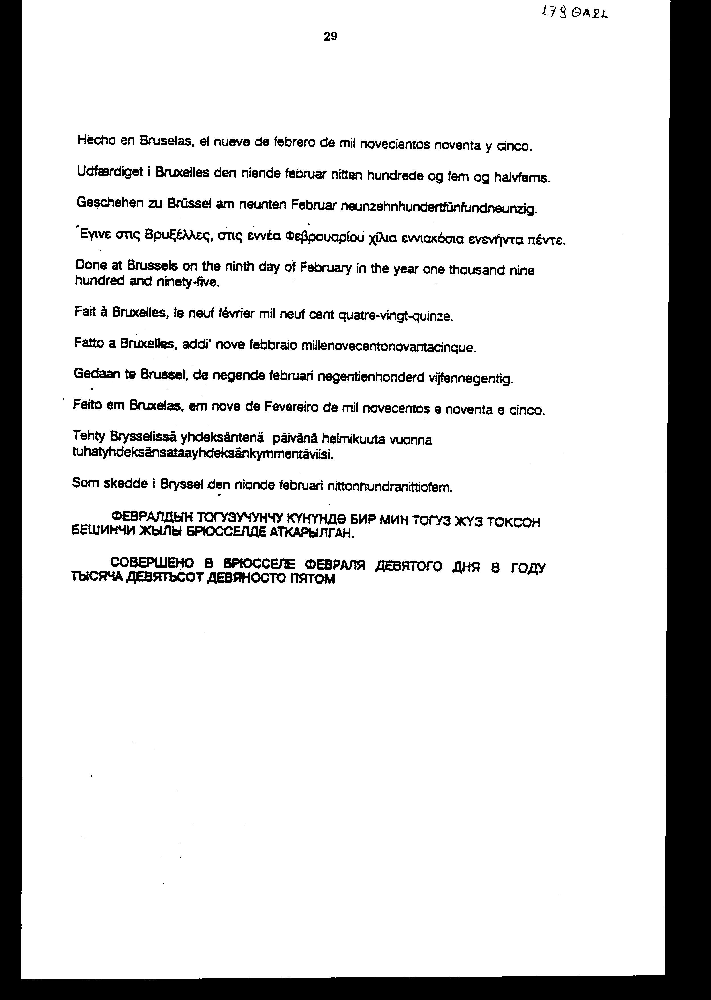 29
Hecho en Bruselas, el nueve de febrero de mil novecientos noventa y cinco.
Udfærdiget i Bruxelles den niende februar nitten hundrede og fem og halvfems.
Geschehen zu Brüssel am neunten Februar neunzehnhundertfünfundneunzig.
Έγινε στις Βρυξέλλες, στις εννέα Φεβρουαρίου χίλια εννιακόσια ενενήντα πέντε.
Done at Brussels on the ninth day of February in the year one thousand nine
hundred and ninety-five.
Fait à Bruxelles, le neuf février mil neuf cent quatre-vingt-quinze.
Fatto a Bruxelles, addi' nove febbraio millenovecentonovantacinque.
Gedaan te Brussel, de negende februari negentienhonderd vijfennegentig.
Feito em Bruxelas, em nove de Fevereiro de mil novecentos e noventa e cinco.
Tehty Brysselissä yhdeksäntenä päivänä helmikuuta vuonna
tuhatyhdeksänsataayhdeksänkymmentäviisi.
Som skedde i Bryssel den nionde februari nittonhundranittiofem.
ФЕВРАЛДЫН ТОГУЗУЧУНЧУ КҮНҮНДӨ БИР МИН ТОГУЗ ЖҮЗ ТОКСОН
БЕШИНЧИ ЖЫЛЫ БРЮССЕЛДЕ АТКАРЫЛГАН.
СОВЕРШЕНО В БРЮССЕЛЕ ФЕВРАЛЯ ДЕВЯТОГО ДНЯ В ГОДУ
ТЫСЯЧА ДЕВЯТЬСОТ ДЕВЯНОСТО ПЯТОМ